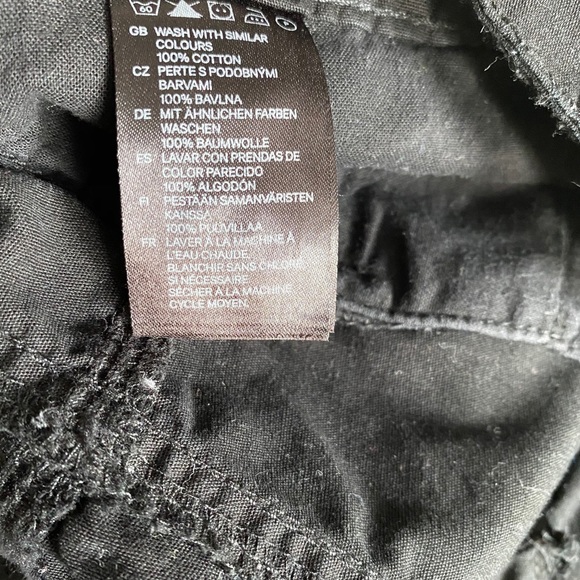 60
GB WASH WITH SIMILAR
COLOURS
100% COTTON
CZ PERTE S PODOBNÝMI
BARVAMI
100% BAVLNA
DE MIT ÄHNLICHEN FARBEN
WASCHEN
100% BAUMWOLLE
ES LAVAR CON PRENDAS DE
COLOR PARECIDO
100% ALGODÓN
FI PESTÄÄN SAMANVÄRISTEN
KANSSA
100% PUUVILLAA
FR LAVER À LA MACHINE À
L'EAU CHAUDE.
BLANCHIR SANS CHLORE
SI NÉCESSAIRE
SÉCHER À LA MACHINE
CYCLE MOYEN.